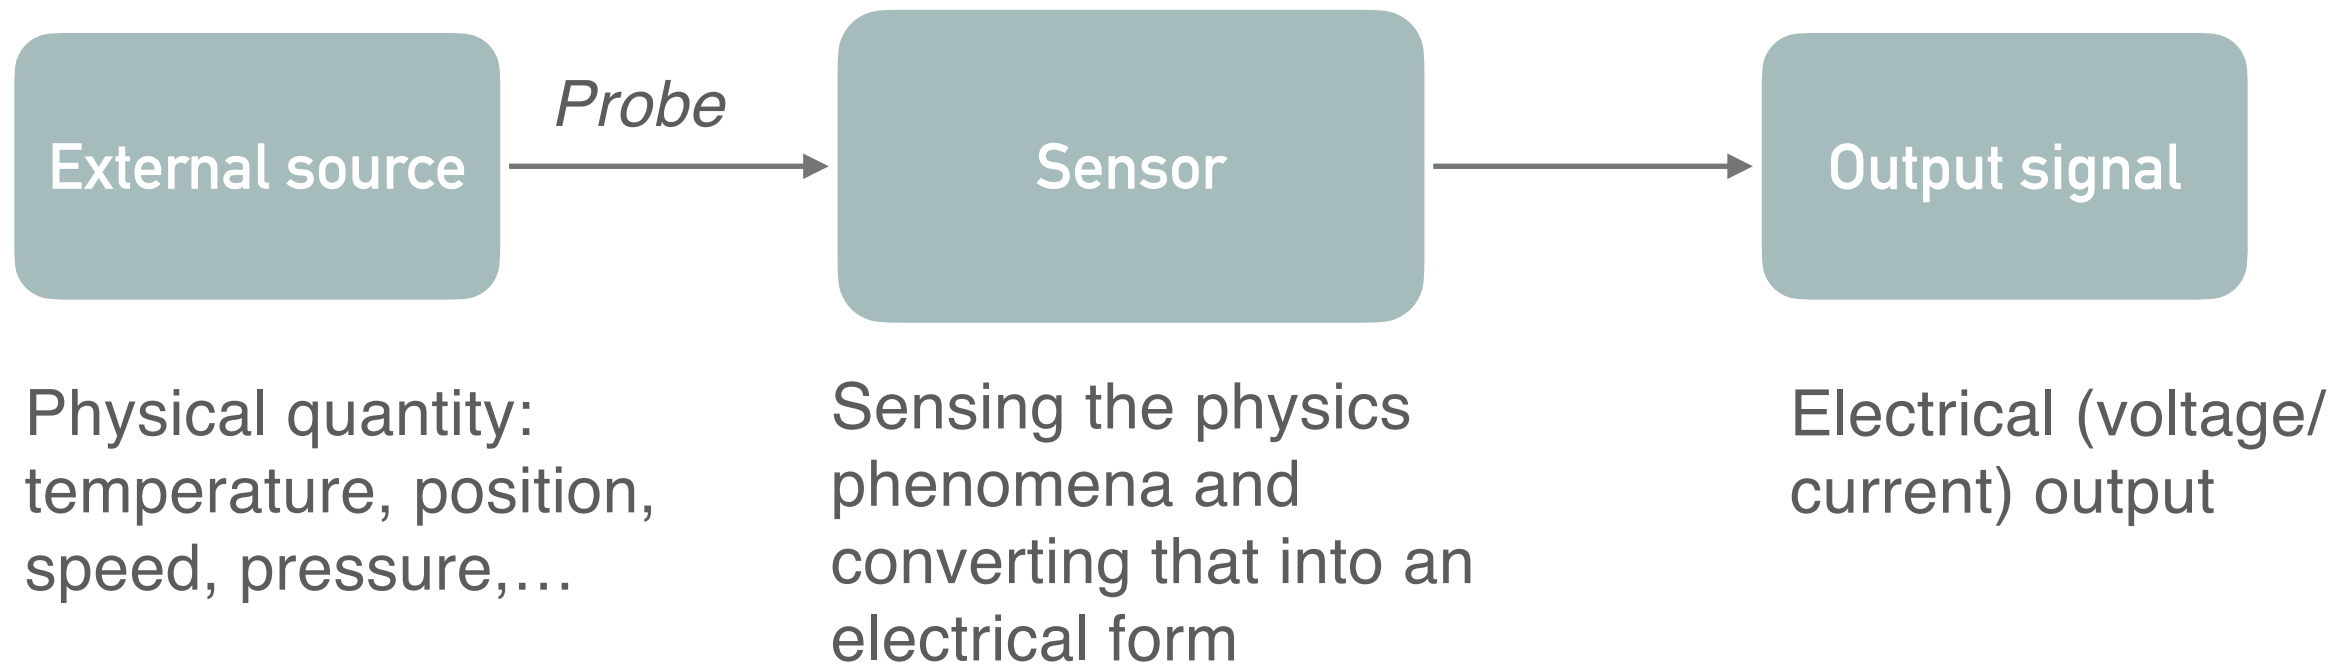 External source
Probe
Sensor
Output signal
Physical quantity:
temperature, position,
speed, pressure,…
Sensing the physics
phenomena and
converting that into an
electrical form
Electrical (voltage/
current) output